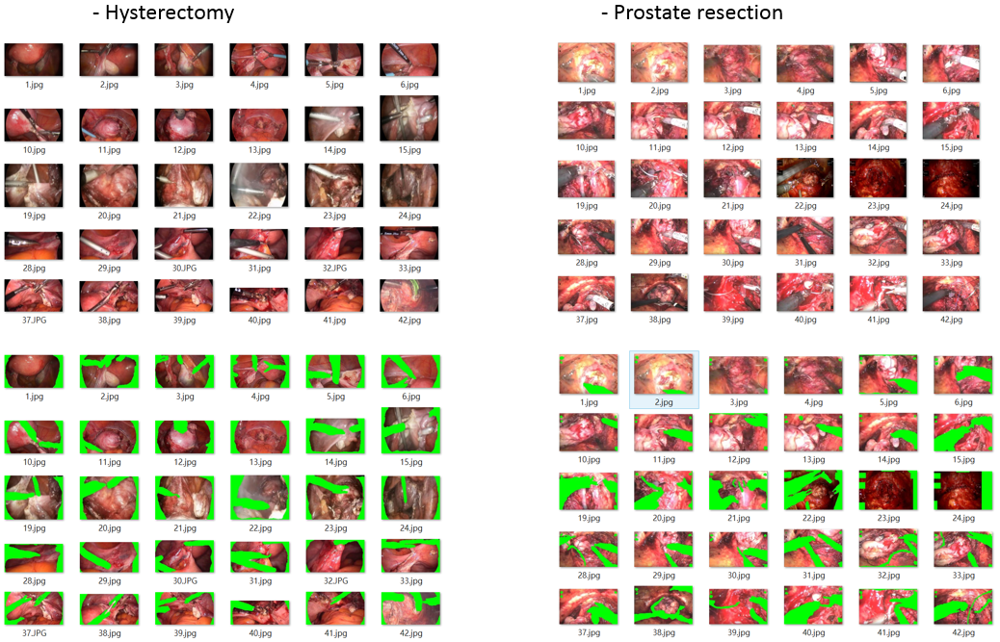 - Hysterectomy
- Prostate resection
1.jpg 2.jpg 3.jpg 4.jpg 5.jpg 6.jpg
1.jpg 2.jpg 3.jpg 4.jpg 5.jpg 6.jpg
10.jpg 11.jpg 12.jpg 13.jpg 14.jpg 15.jpg
10.jpg 11.jpg 12.jpg 13.jpg 14.jpg 15.jpg
19.jpg 20.jpg 21.jpg 22.jpg 23.jpg 24.jpg
19.jpg 20.jpg 21.jpg 22.jpg 23.jpg 24.jpg
28.jpg 29.jpg 30.JPG 31.jpg 32.JPG 33.jpg
28.jpg 29.jpg 30.jpg 31.jpg 32.jpg 33.jpg
37.JPG 38.jpg 39.jpg 40.jpg 41.jpg 42.jpg
37.jpg 38.jpg 39.jpg 40.jpg 41.jpg 42.jpg
1.jpg 2.jpg 3.jpg 4.jpg 5.jpg 6.jpg
1.jpg 2.jpg 3.jpg 4.jpg 5.jpg 6.jpg
10.jpg 11.jpg 12.jpg 13.jpg 14.jpg 15.jpg
10.jpg 11.jpg 12.jpg 13.jpg 14.jpg 15.jpg
19.jpg 20.jpg 21.jpg 22.jpg 23.jpg 24.jpg
19.jpg 20.jpg 21.jpg 22.jpg 23.jpg 24.jpg
28.jpg 29.jpg 30.JPG 31.jpg 32.JPG 33.jpg
28.jpg 29.jpg 30.jpg 31.jpg 32.jpg 33.jpg
37.JPG 38.jpg 39.jpg 40.jpg 41.jpg 42.jpg
37.jpg 38.jpg 39.jpg 40.jpg 41.jpg 42.jpg